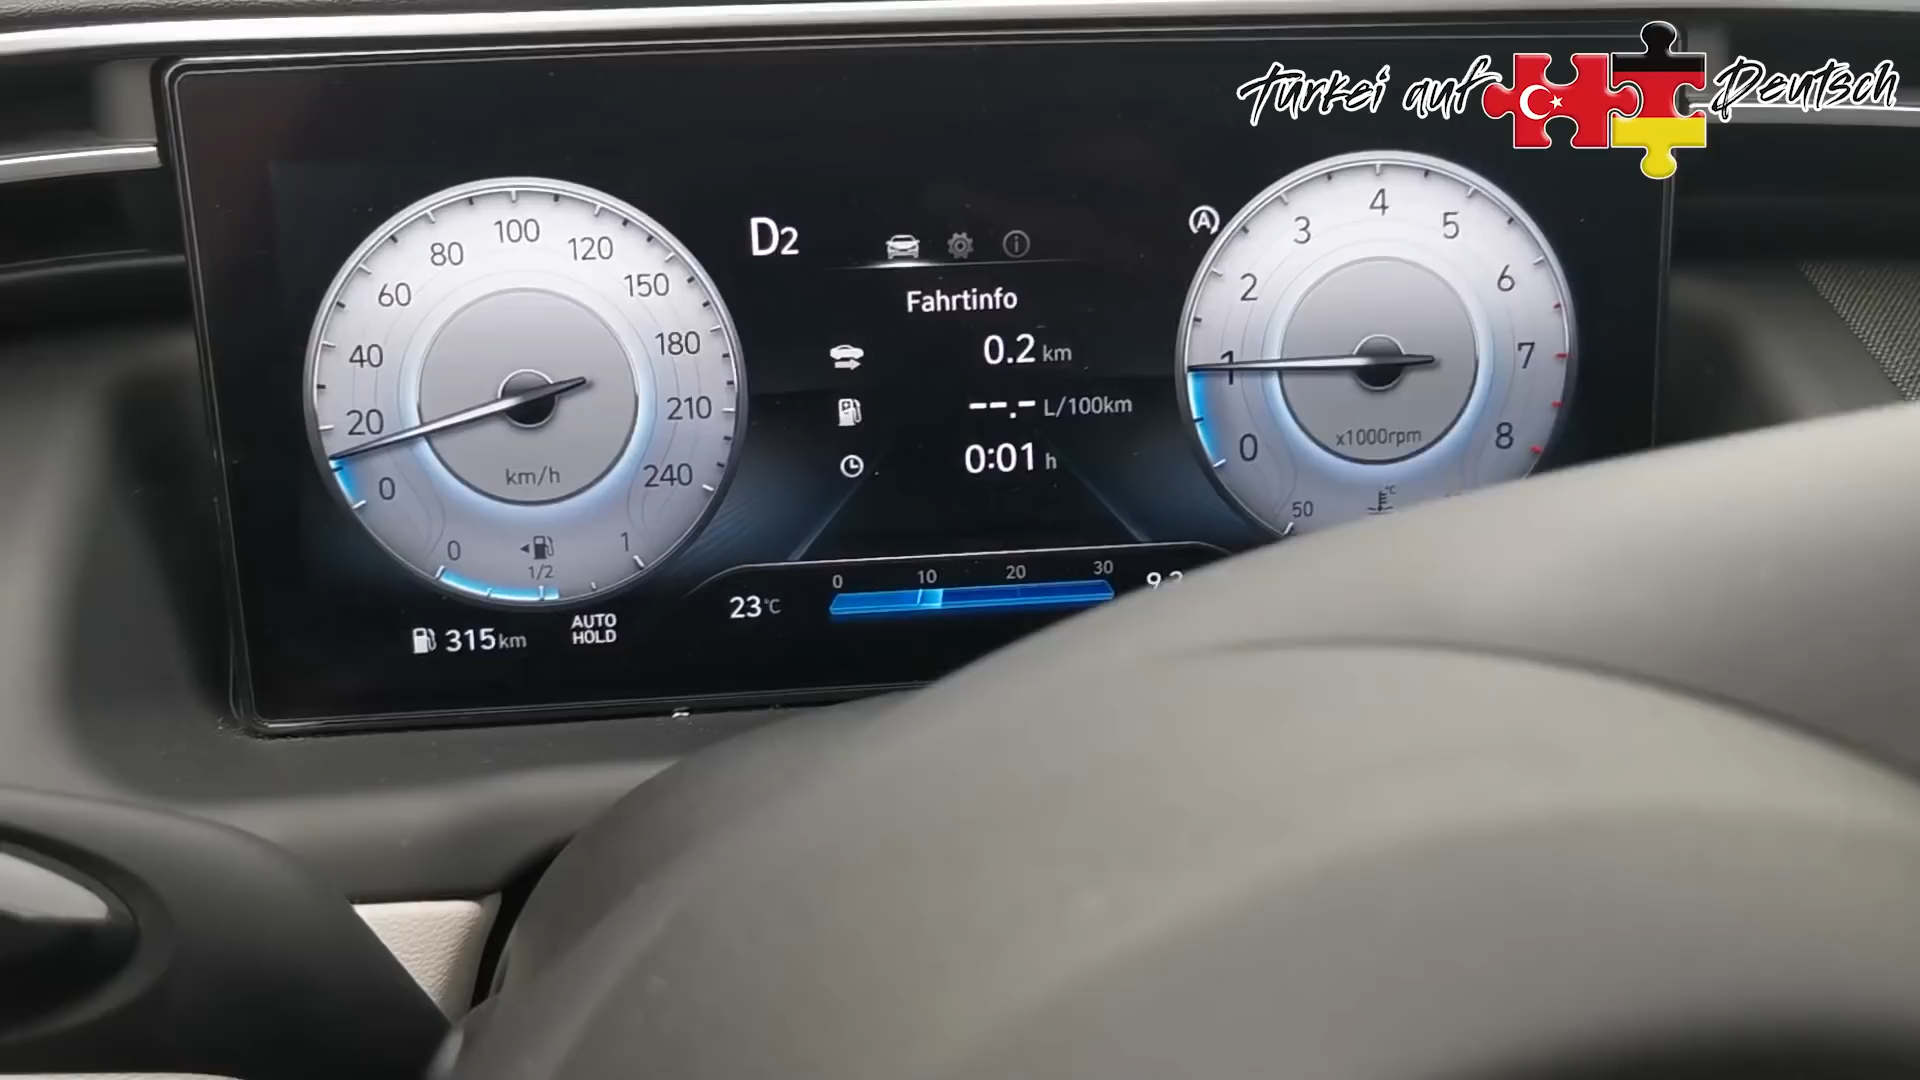 Türkei auf Deutsch
D2
Fahrtinfo
0.2 km
--.- L/100km
0:01 h
0
20
40
60
80
100
120
150
180
210
240
km/h
0
1/2
1
315 km
AUTO
HOLD
23°C
0 10 20 30
A
0
1
2
3
4
5
6
7
8
x1000rpm
50
°C